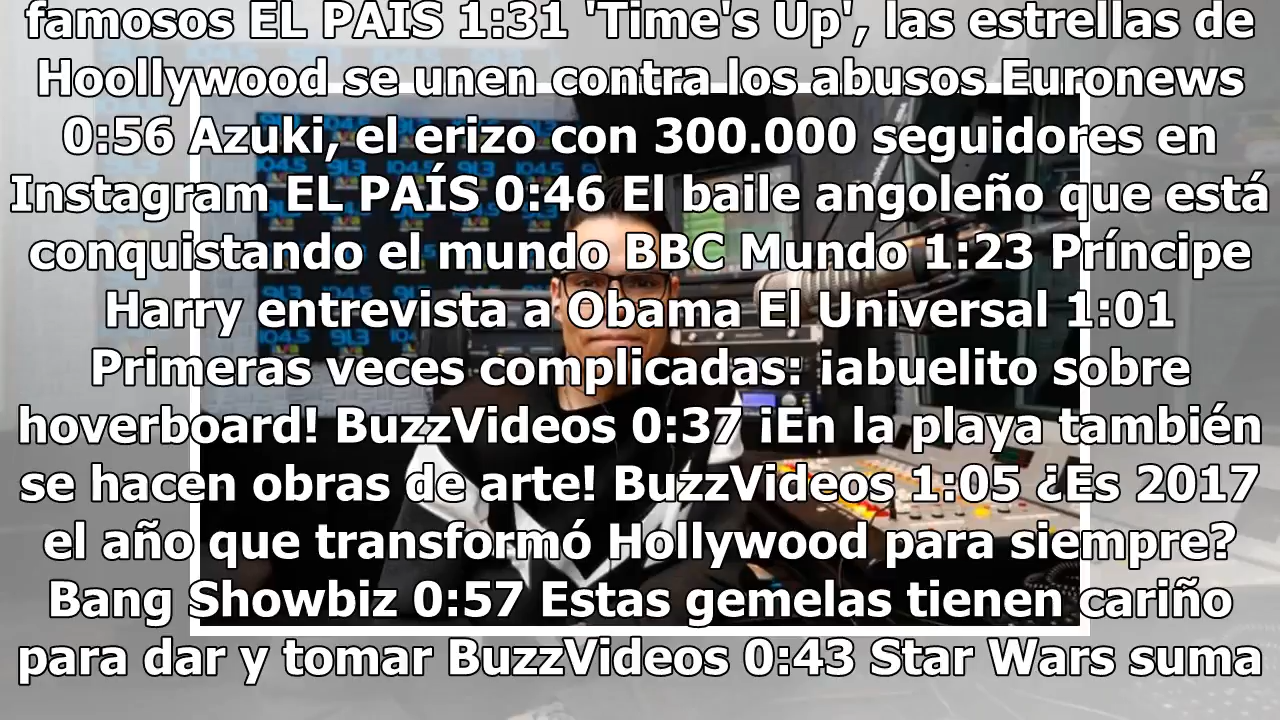 famosos EL PAÍS 1:31 'Time's Up', las estrellas de
Hoollywood se unen contra los abusos Euronews
0:56 Azuki, el erizo con 300.000 seguidores en
Instagram EL PAÍS 0:46 El baile angoleño que está
conquistando el mundo BBC Mundo 1:23 Príncipe
Harry entrevista a Obama El Universal 1:01
Primeras veces complicadas: ¡abuelito sobre
hoverboard! BuzzVideos 0:37 ¡En la playa también
se hacen obras de arte! BuzzVideos 1:05 ¿Es 2017
el año que transformó Hollywood para siempre?
Bang Showbiz 0:57 Estas gemelas tienen cariño
para dar y tomar BuzzVideos 0:43 Star Wars suma